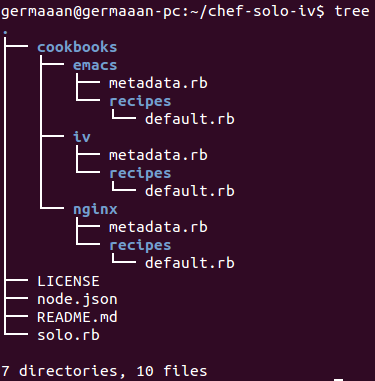 germaaan@germaaan-pc:~/chef-solo-iv$ tree
.
├── cookbooks
│   ├── emacs
│   │   ├── metadata.rb
│   │   └── recipes
│   │       └── default.rb
│   ├── iv
│   │   ├── metadata.rb
│   │   └── recipes
│   │       └── default.rb
│   └── nginx
│       ├── metadata.rb
│       └── recipes
│           └── default.rb
├── LICENSE
├── node.json
├── README.md
└── solo.rb
7 directories, 10 files